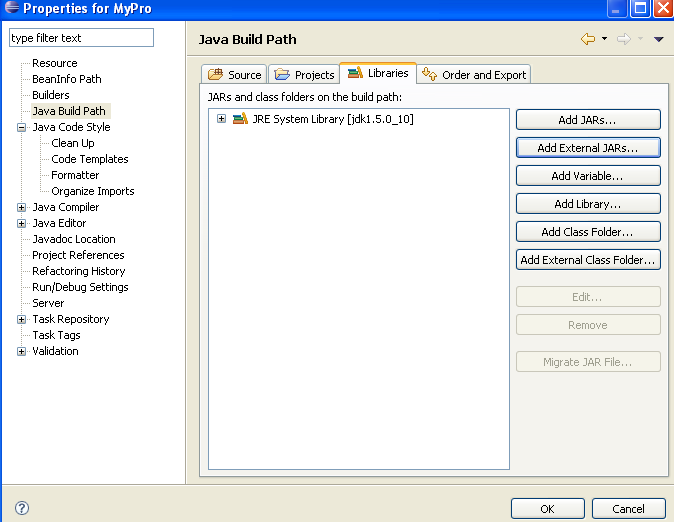 Properties for MyPro
type filter text
Resource
BeanInfo Path
Builders
Java Build Path
Java Code Style
Clean Up
Code Templates
Formatter
Organize Imports
Java Compiler
Java Editor
Javadoc Location
Project References
Refactoring History
Run/Debug Settings
Server
Task Repository
Task Tags
Validation
Java Build Path
Source Projects Libraries Order and Export
JARs and class folders on the build path:
JRE System Library [jdk1.5.0_10]
Add JARs...
Add External JARs...
Add Variable...
Add Library...
Add Class Folder...
Add External Class Folder...
Edit...
Remove
Migrate JAR File...
?
OK Cancel